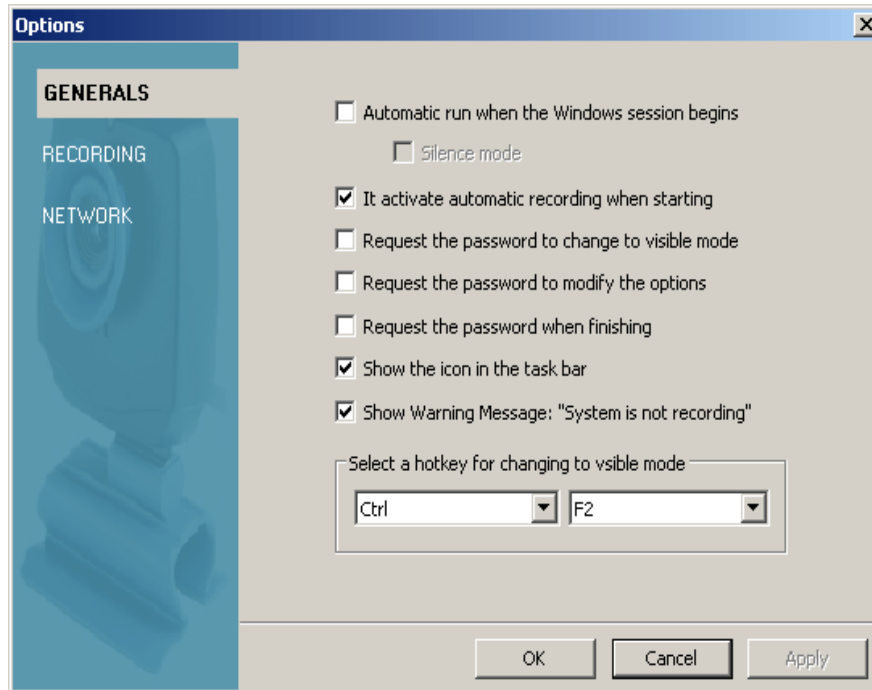 Options
GENERALS
RECORDING
NETWORK
Automatic run when the Windows session begins
Silence mode
It activate automatic recording when starting
Request the password to change to visible mode
Request the password to modify the options
Request the password when finishing
Show the icon in the task bar
Show Warning Message: "System is not recording"
Select a hotkey for changing to vsible mode
Ctrl F2
OK Cancel Apply